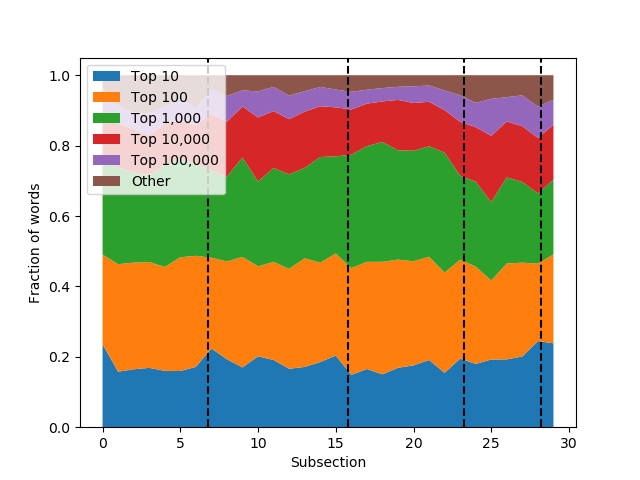 1.0
0.8
0.6
0.4
0.2
0.0
Fraction of words
Top 10
Top 100
Top 1,000
Top 10,000
Top 100,000
Other
0 5 10 15 20 25 30
Subsection